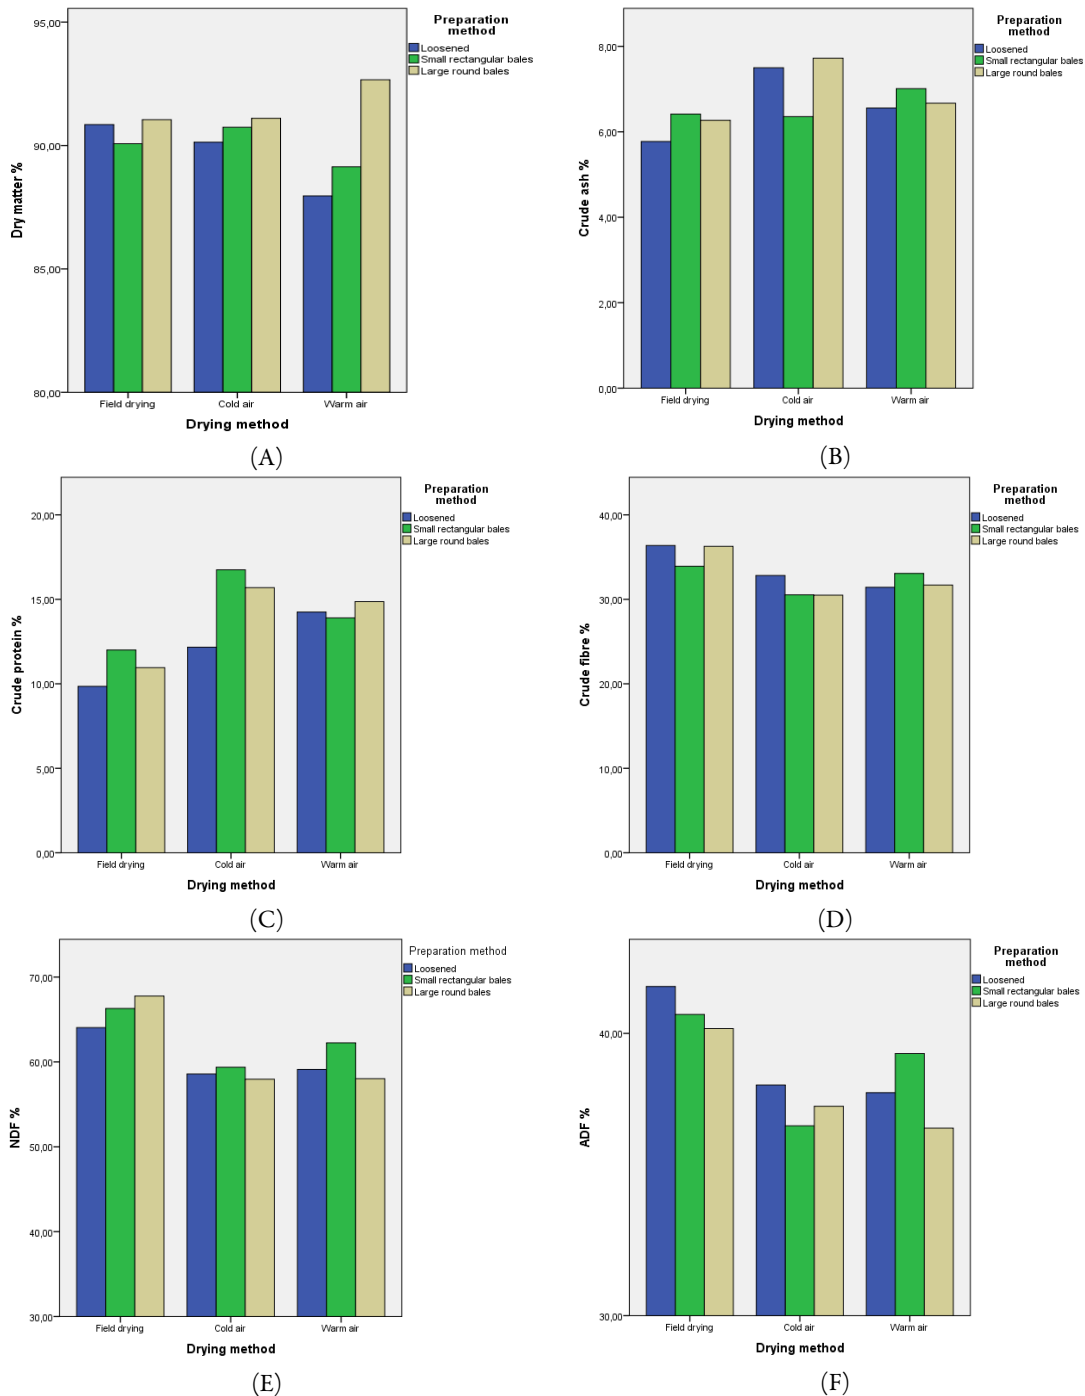 Preparation
method
Loosened
Small rectangular bales
Large round bales
95,00
90,00
85,00
80,00
Dry matter %
Field drying Cold air Warm air
Drying method
(A)
Preparation
method
Loosened
Small rectangular bales
Large round bales
8,00
6,00
4,00
2,00
0,00
Crude ash %
Field drying Cold air Warm air
Drying method
(B)
Preparation
method
Loosened
Small rectangular bales
Large round bales
20,00
15,00
10,00
5,00
0,00
Crude protein %
Field drying Cold air Warm air
Drying method
(C)
Preparation
method
Loosened
Small rectangular bales
Large round bales
40,00
30,00
20,00
10,00
0,00
Crude fibre %
Field drying Cold air Warm air
Drying method
(D)
Preparation method
Loosened
Small rectangular bales
Large round bales
70,00
60,00
50,00
40,00
30,00
NDF %
Field drying Cold air Warm air
Drying method
(E)
Preparation
method
Loosened
Small rectangular bales
Large round bales
40,00
30,00
ADF %
Field drying Cold air Warm air
Drying method
(F)